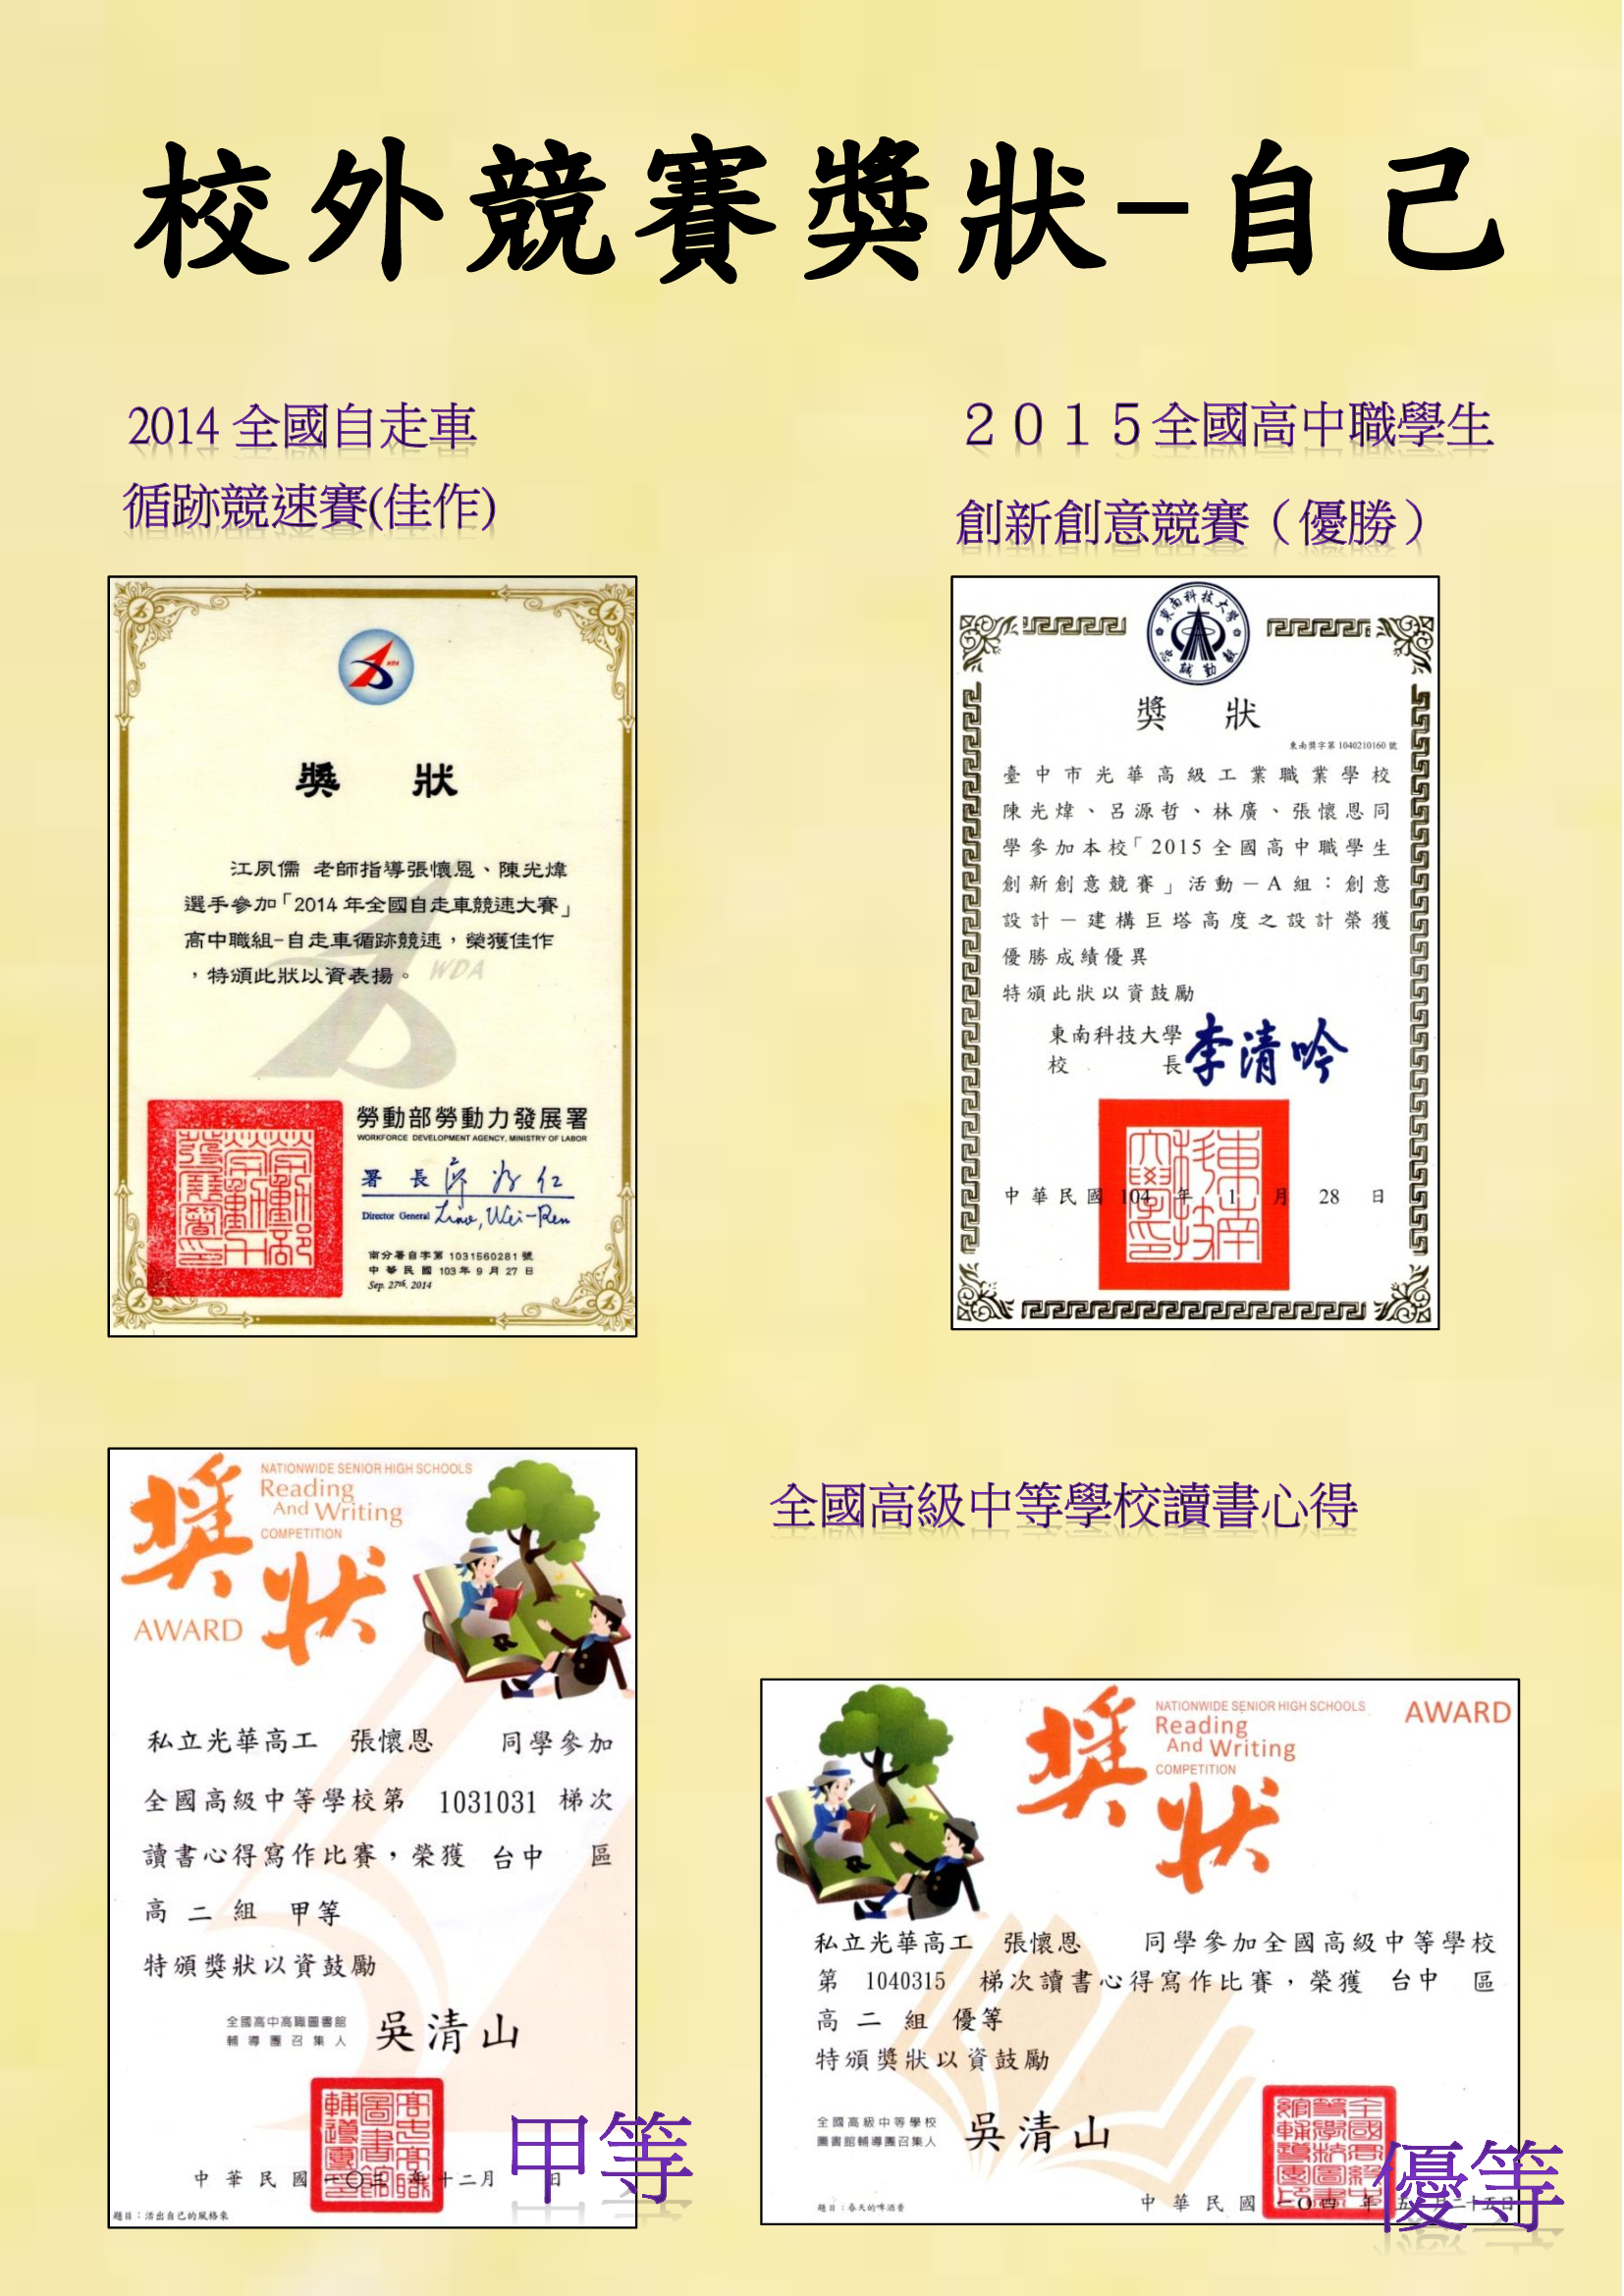 校外競賽獎狀-自己
2014 全國自走車
循跡競速賽(佳作)
WDA
獎 狀
江夙儒 老師指導張懷恩、陳光煒
選手參加「2014 年全國自走車競速大賽」
高中職組-自走車循跡競速，榮獲佳作
，特頒此狀以資表揚。
WDA
勞動部勞動力發展署
WORKFORCE DEVELOPMENT AGENCY, MINISTRY OF LABOR
署 長
Director General Liao, Wei-Ren
南分署自字第 1031560281 號
中 華 民 國 103 年 9 月 27 日
Sep. 27th, 2014
２０１５全國高中職學生
創新創意競賽（優勝）
東南科技大學
獎 狀
東南獎字第 1040210160 號
臺中市光華高級工業職業學校
陳光煒、呂源哲、林廣、張懷恩同
學參加本校「2015 全國高中職學生
創新創意競賽」活動－A 組：創意
設計－建構巨塔高度之設計榮獲
優勝成績優異
特頒此狀以資鼓勵
東南科技大學
校 長 李清吟
中華民國 104 年 1 月 28 日
獎狀
NATIONWIDE SENIOR HIGH SCHOOLS
Reading
And Writing
COMPETITION
AWARD
私立光華高工 張懷恩 同學參加
全國高級中等學校第 1031031 梯次
讀書心得寫作比賽，榮獲 台中 區
高 二 組 甲等
特頒獎狀以資鼓勵
全國高中高職圖書館
輔導團召集人 吳清山
中 華 民 國 一〇三 年 十二月 日
題目：活出自己的風格來
甲等
全國高級中等學校讀書心得
獎狀
NATIONWIDE SENIOR HIGH SCHOOLS
Reading
And Writing
COMPETITION
AWARD
私立光華高工 張懷恩 同學參加全國高級中等學校
第 1040315 梯次讀書心得寫作比賽，榮獲 台中 區
高 二 組 優等
特頒獎狀以資鼓勵
全國高級中等學校
圖書館輔導團召集人 吳清山
中 華 民 國 一〇四 年 五 月二十五日
題目：春天的啤酒香
優等